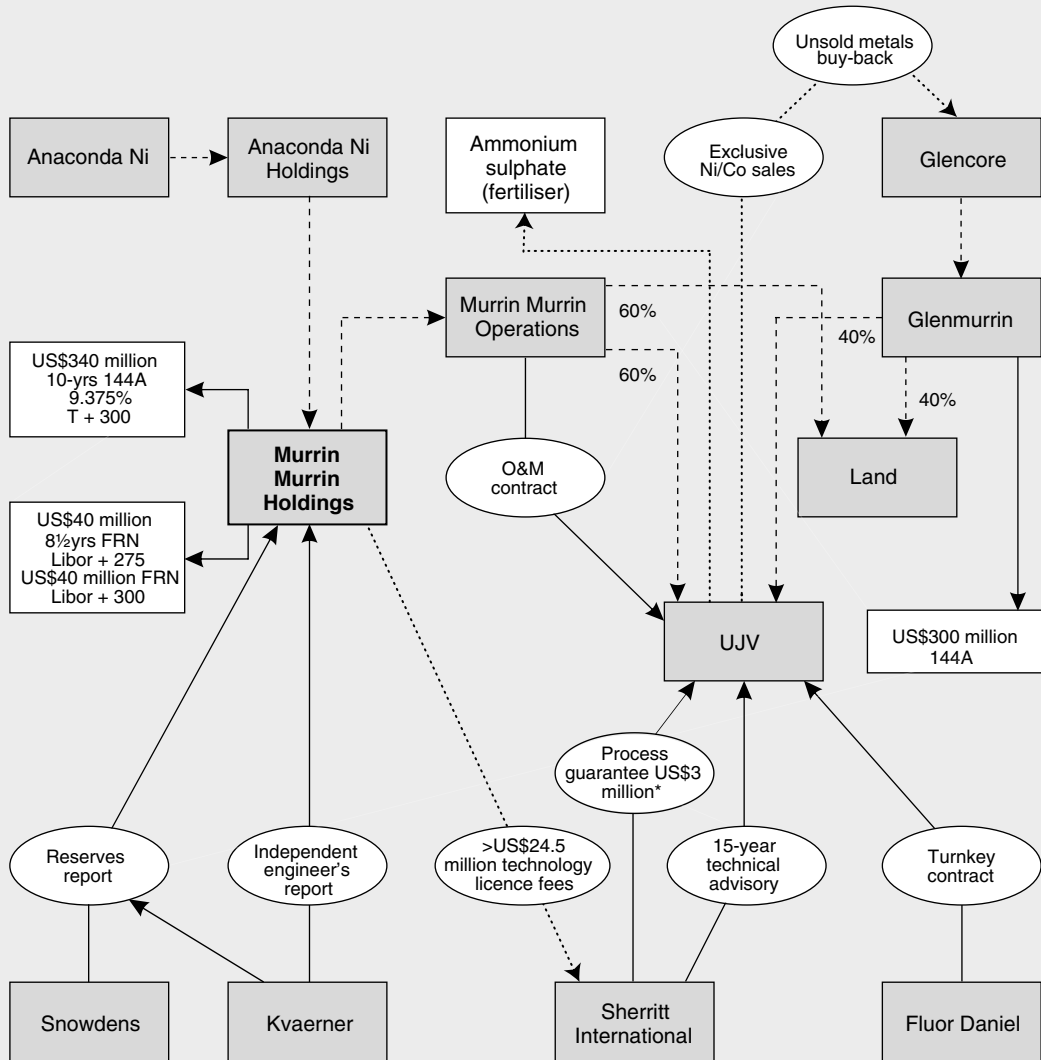 Unsold metals
buy-back
Anaconda Ni
Anaconda Ni
Holdings
Ammonium
sulphate
(fertiliser)
Exclusive
Ni/Co sales
Glencore
Murrin Murrin
Operations
60%
60%
40%
Glenmurrin
40%
US$340 million
10-yrs 144A
9.375%
T + 300
Murrin
Murrin
Holdings
O&M
contract
Land
US$40 million
8½yrs FRN
Libor + 275
US$40 million FRN
Libor + 300
UJV
US$300 million
144A
Process
guarantee US$3
million*
Reserves
report
Independent
engineer's
report
>US$24.5
million technology
licence fees
15-year
technical
advisory
Turnkey
contract
Snowdens
Kvaerner
Sherritt
International
Fluor Daniel